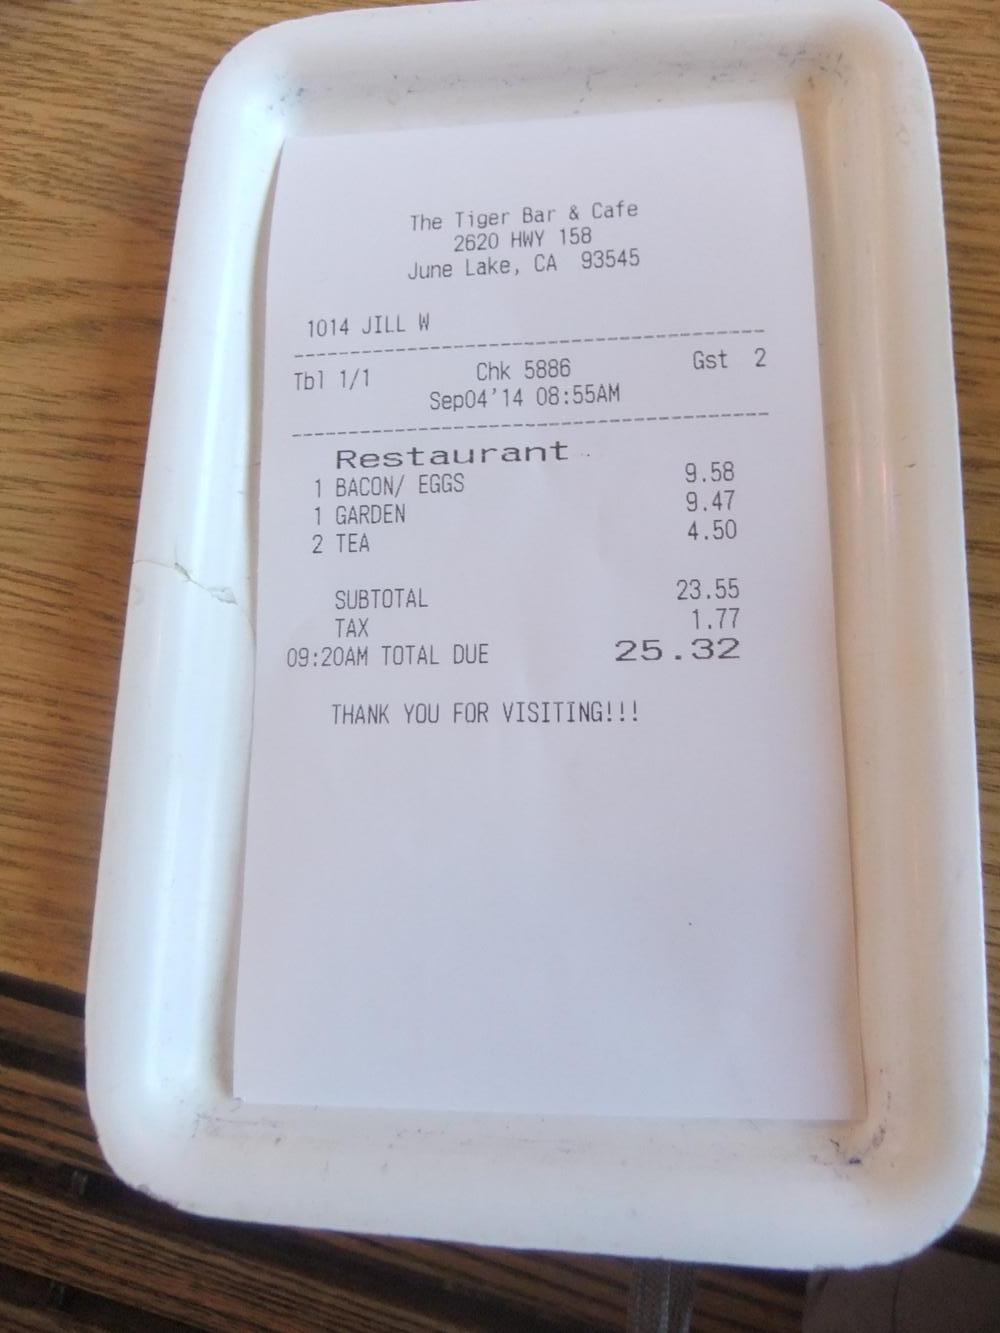 The Tiger Bar & Cafe
2620 HWY 158
June Lake, CA 93545
1014 JILL W
Tbl 1/1 Chk 5886 Gst 2
Sep04'14 08:55AM
Restaurant
1 BACON/ EGGS 9.58
1 GARDEN 9.47
2 TEA 4.50
SUBTOTAL 23.55
TAX 1.77
09:20AM TOTAL DUE 25.32
THANK YOU FOR VISITING!!!